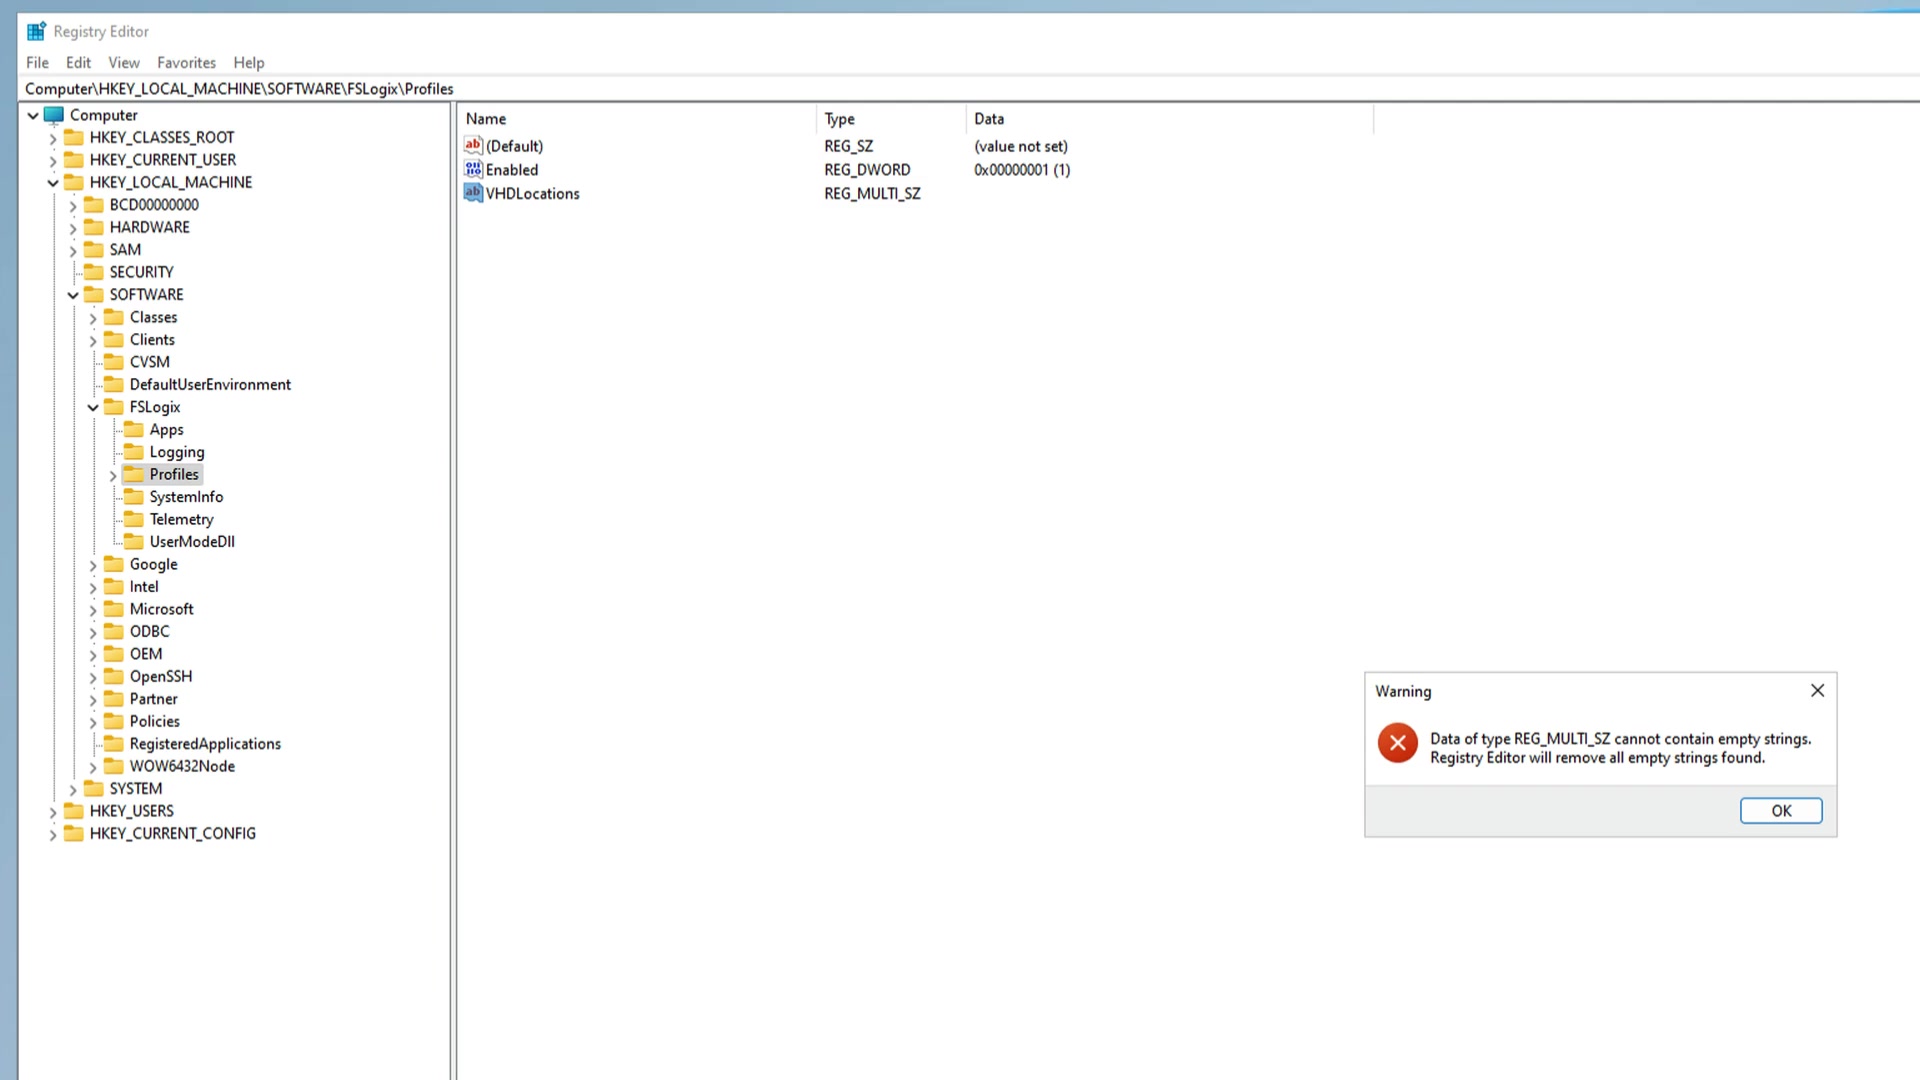 Registry Editor
File Edit View Favorites Help
Computer\HKEY_LOCAL_MACHINE\SOFTWARE\FSLogix\Profiles
Computer
HKEY_CLASSES_ROOT
HKEY_CURRENT_USER
HKEY_LOCAL_MACHINE
BCD00000000
HARDWARE
SAM
SECURITY
SOFTWARE
Classes
Clients
CVSM
DefaultUserEnvironment
FSLogix
Apps
Logging
Profiles
SystemInfo
Telemetry
UserModeDll
Google
Intel
Microsoft
ODBC
OEM
OpenSSH
Partner
Policies
RegisteredApplications
WOW6432Node
SYSTEM
HKEY_USERS
HKEY_CURRENT_CONFIG
Name Type Data
(Default) REG_SZ (value not set)
Enabled REG_DWORD 0x00000001 (1)
VHDLocations REG_MULTI_SZ
Warning
Data of type REG_MULTI_SZ cannot contain empty strings.
Registry Editor will remove all empty strings found.
OK